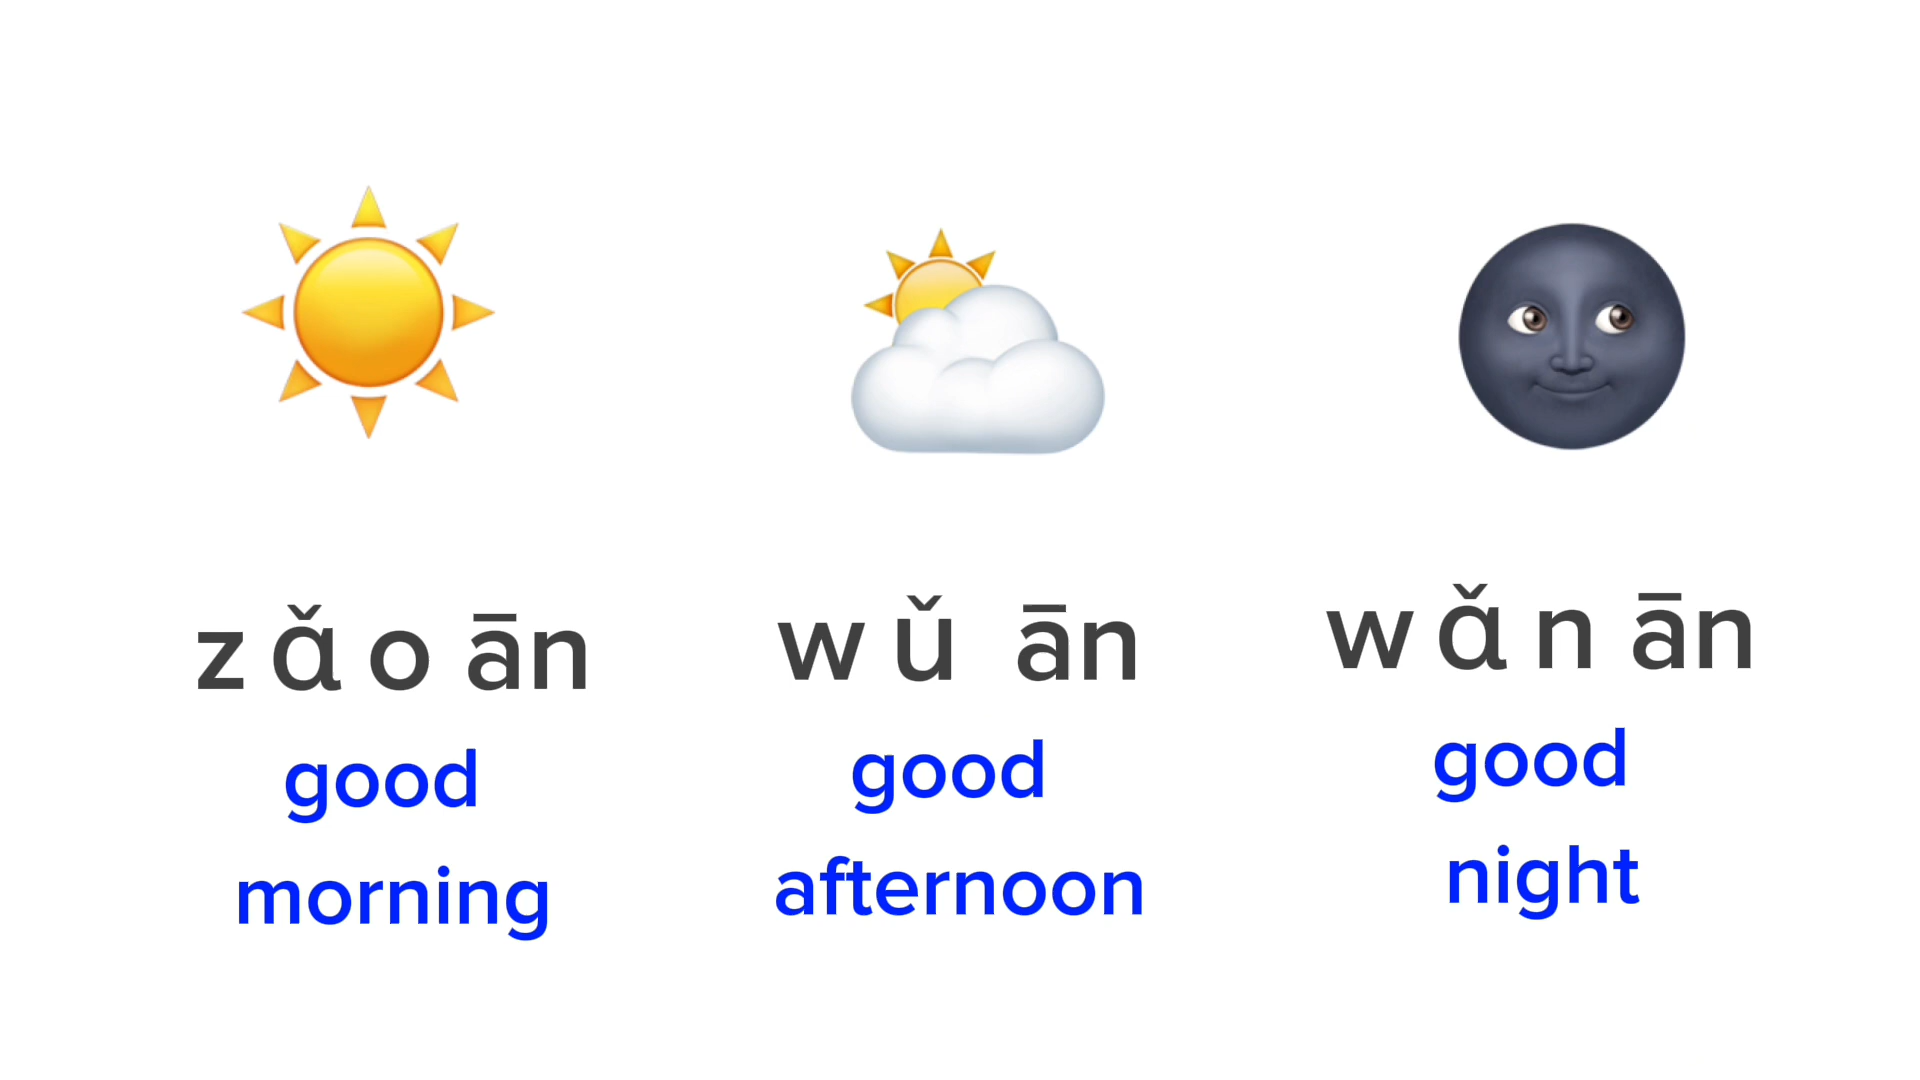 zǎo ān
good
morning
wǔ ān
good
afternoon
wǎn ān
good
night